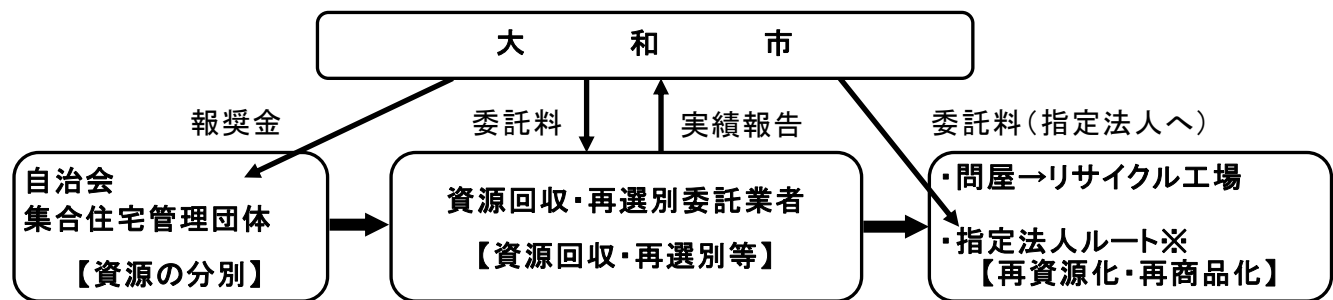 大 和 市
報奨金
委託料
実績報告
委託料(指定法人へ)
自治会
集合住宅管理団体
【資源の分別】
資源回収・再選別委託業者
【資源回収・再選別等】
・問屋→リサイクル工場
・指定法人ルート※
【再資源化・再商品化】